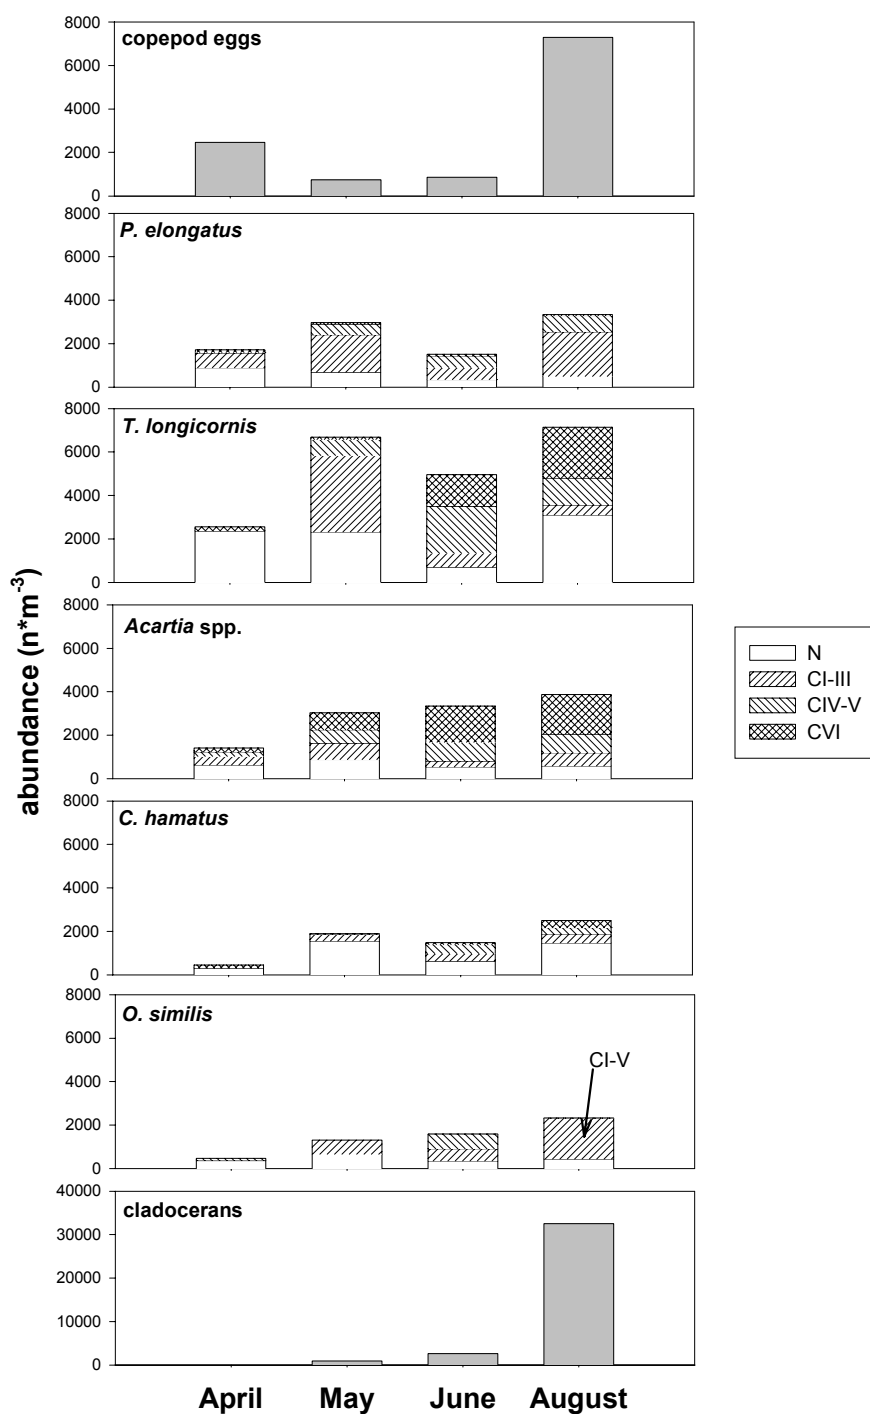 copepod eggs
8000
6000
4000
2000
0
P. elongatus
8000
6000
4000
2000
0
T. longicornis
8000
6000
4000
2000
0
Acartia spp.
8000
6000
4000
2000
0
C. hamatus
8000
6000
4000
2000
0
O. similis
8000
6000
4000
2000
0
CI-V
cladocerans
40000
30000
20000
10000
0
abundance (n*m⁻³)
April May June August
N
CI-III
CIV-V
CVI